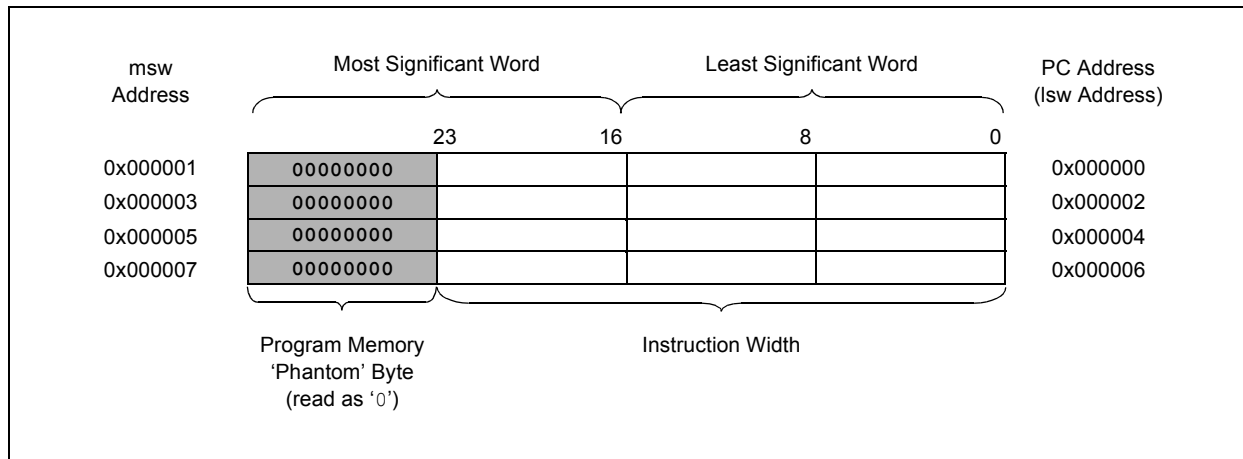 msw
Address
Most Significant Word
Least Significant Word
PC Address
(lsw Address)
23 16 8 0
0x000001 00000000 0x000000
0x000003 00000000 0x000002
0x000005 00000000 0x000004
0x000007 00000000 0x000006
Program Memory
‘Phantom’ Byte
(read as ‘0’)
Instruction Width